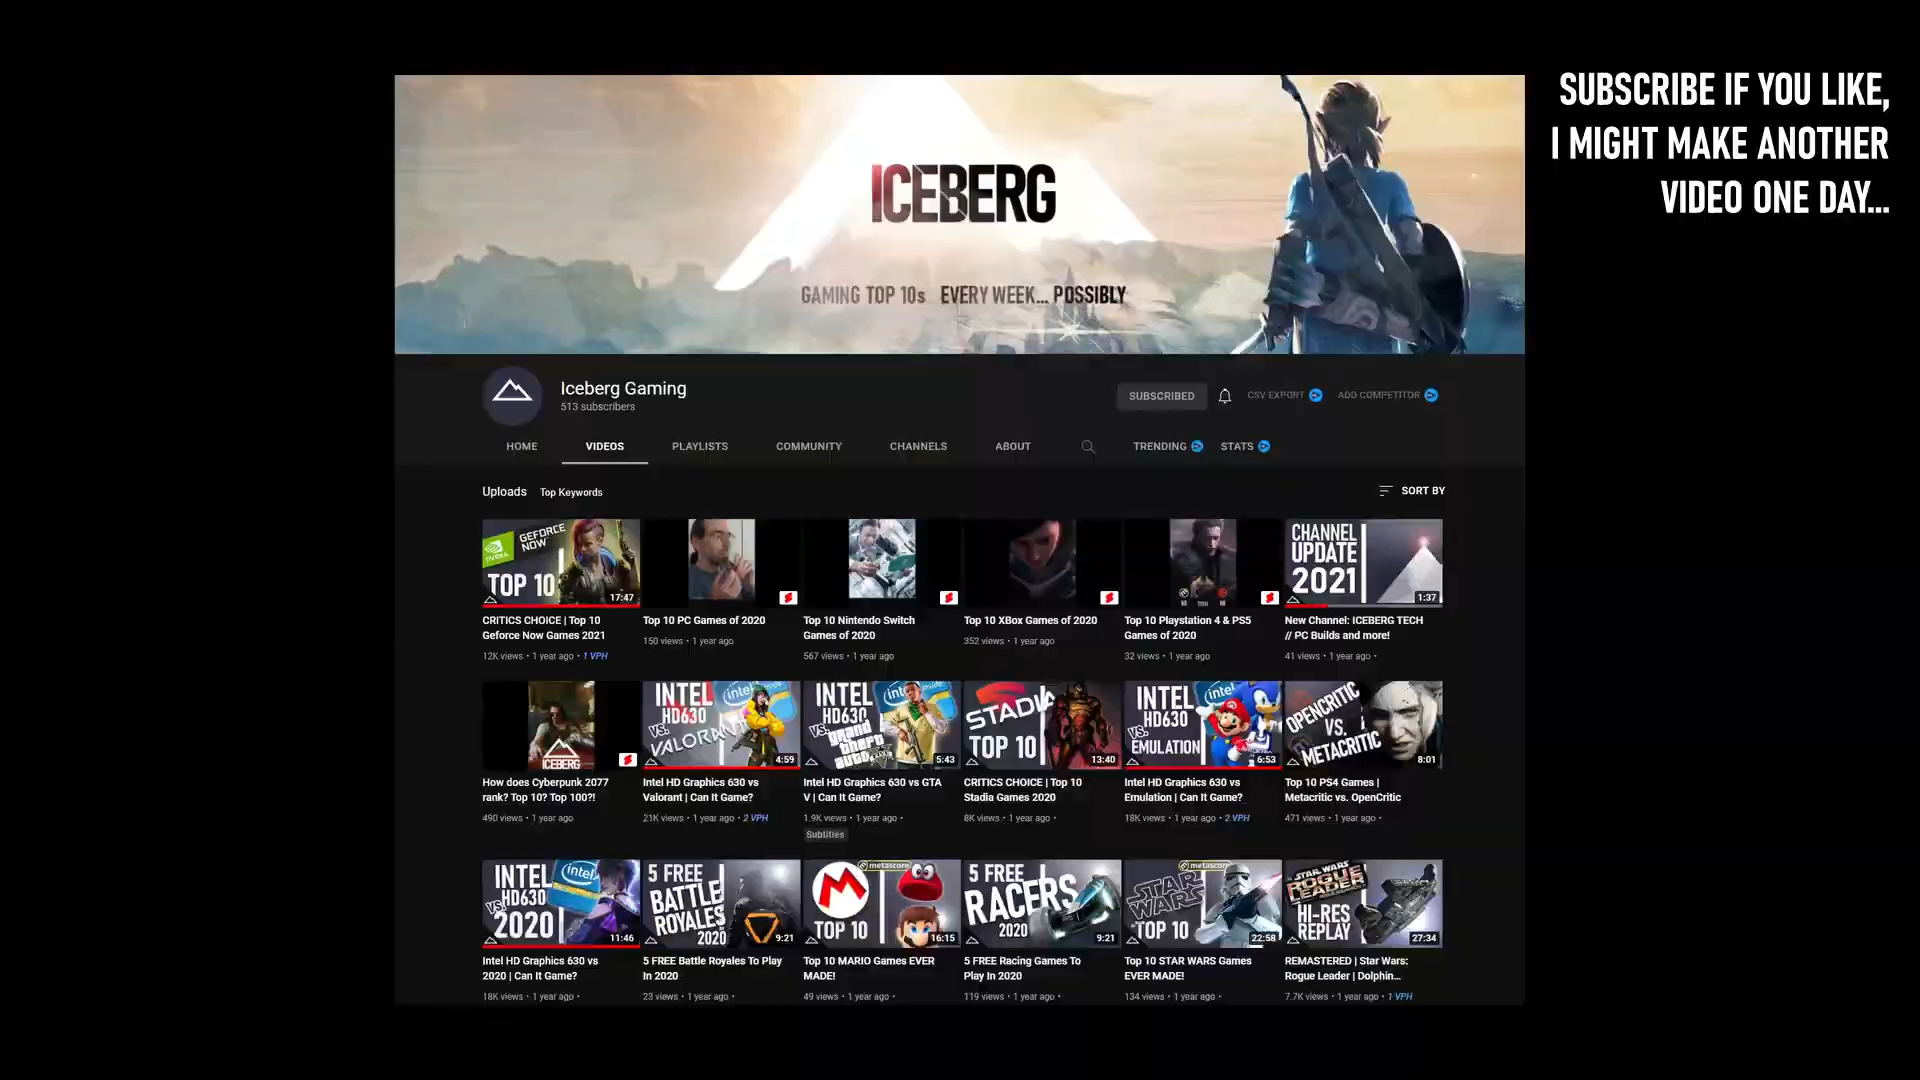 SUBSCRIBE IF YOU LIKE,
I MIGHT MAKE ANOTHER
VIDEO ONE DAY...
ICEBERG
GAMING TOP 10s EVERY WEEK... POSSIBLY
Iceberg Gaming
513 subscribers
SUBSCRIBED
CSV EXPORT
ADD COMPETITOR
HOME VIDEOS PLAYLISTS COMMUNITY CHANNELS ABOUT TRENDING STATS
Uploads Top Keywords SORT BY
NVIDIA
GEFORCE
NOW
TOP 10
17:47
CHANNEL
UPDATE
2021
1:37
CRITICS CHOICE | Top 10
Geforce Now Games 2021
12K views • 1 year ago • 1 VPH
Top 10 PC Games of 2020
150 views • 1 year ago
Top 10 Nintendo Switch
Games of 2020
567 views • 1 year ago
Top 10 XBox Games of 2020
352 views • 1 year ago
Top 10 Playstation 4 & PS5
Games of 2020
32 views • 1 year ago
New Channel: ICEBERG TECH
// PC Builds and more!
41 views • 1 year ago •
ICEBERG
INTEL
HD630
VS.
VALORANT
intel
4:59
INTEL
HD630
VS.
grand
theft
auto V
5:43
STADIA
TOP 10
13:40
INTEL
HD630
VS.
EMULATION
intel
6:53
OPENCRITIC
VS.
METACRITIC
8:01
How does Cyberpunk 2077
rank? Top 10? Top 100?!
490 views • 1 year ago
Intel HD Graphics 630 vs
Valorant | Can It Game?
21K views • 1 year ago • 2 VPH
Intel HD Graphics 630 vs GTA
V | Can It Game?
1.9K views • 1 year ago •
Subtitles
CRITICS CHOICE | Top 10
Stadia Games 2020
8K views • 1 year ago •
Intel HD Graphics 630 vs
Emulation | Can It Game?
18K views • 1 year ago • 2 VPH
Top 10 PS4 Games |
Metacritic vs. OpenCritic
471 views • 1 year ago •
INTEL
HD630
VS.
2020
intel
11:46
5 FREE
BATTLE
ROYALES
2020
9:21
metascore
M
TOP 10
16:15
5 FREE
RACERS
2020
9:21
metascore
STAR
WARS
TOP 10
22:58
STAR WARS
ROGUE
LEADER
HI-RES
REPLAY
27:34
Intel HD Graphics 630 vs
2020 | Can It Game?
18K views • 1 year ago •
5 FREE Battle Royales To Play
In 2020
23 views • 1 year ago •
Top 10 MARIO Games EVER
MADE!
49 views • 1 year ago •
5 FREE Racing Games To
Play In 2020
119 views • 1 year ago •
Top 10 STAR WARS Games
EVER MADE!
134 views • 1 year ago •
REMASTERED | Star Wars:
Rogue Leader | Dolphin...
7.7K views • 1 year ago • 1 VPH